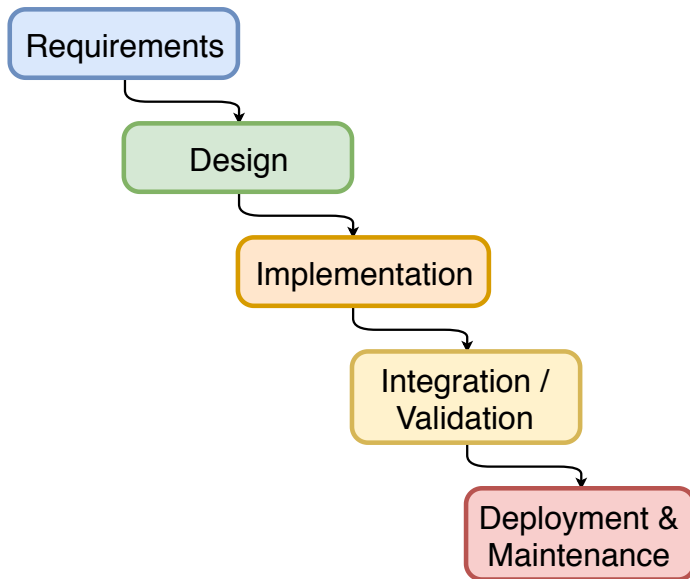 Requirements
Design
Implementation
Integration /
Validation
Deployment &
Maintenance